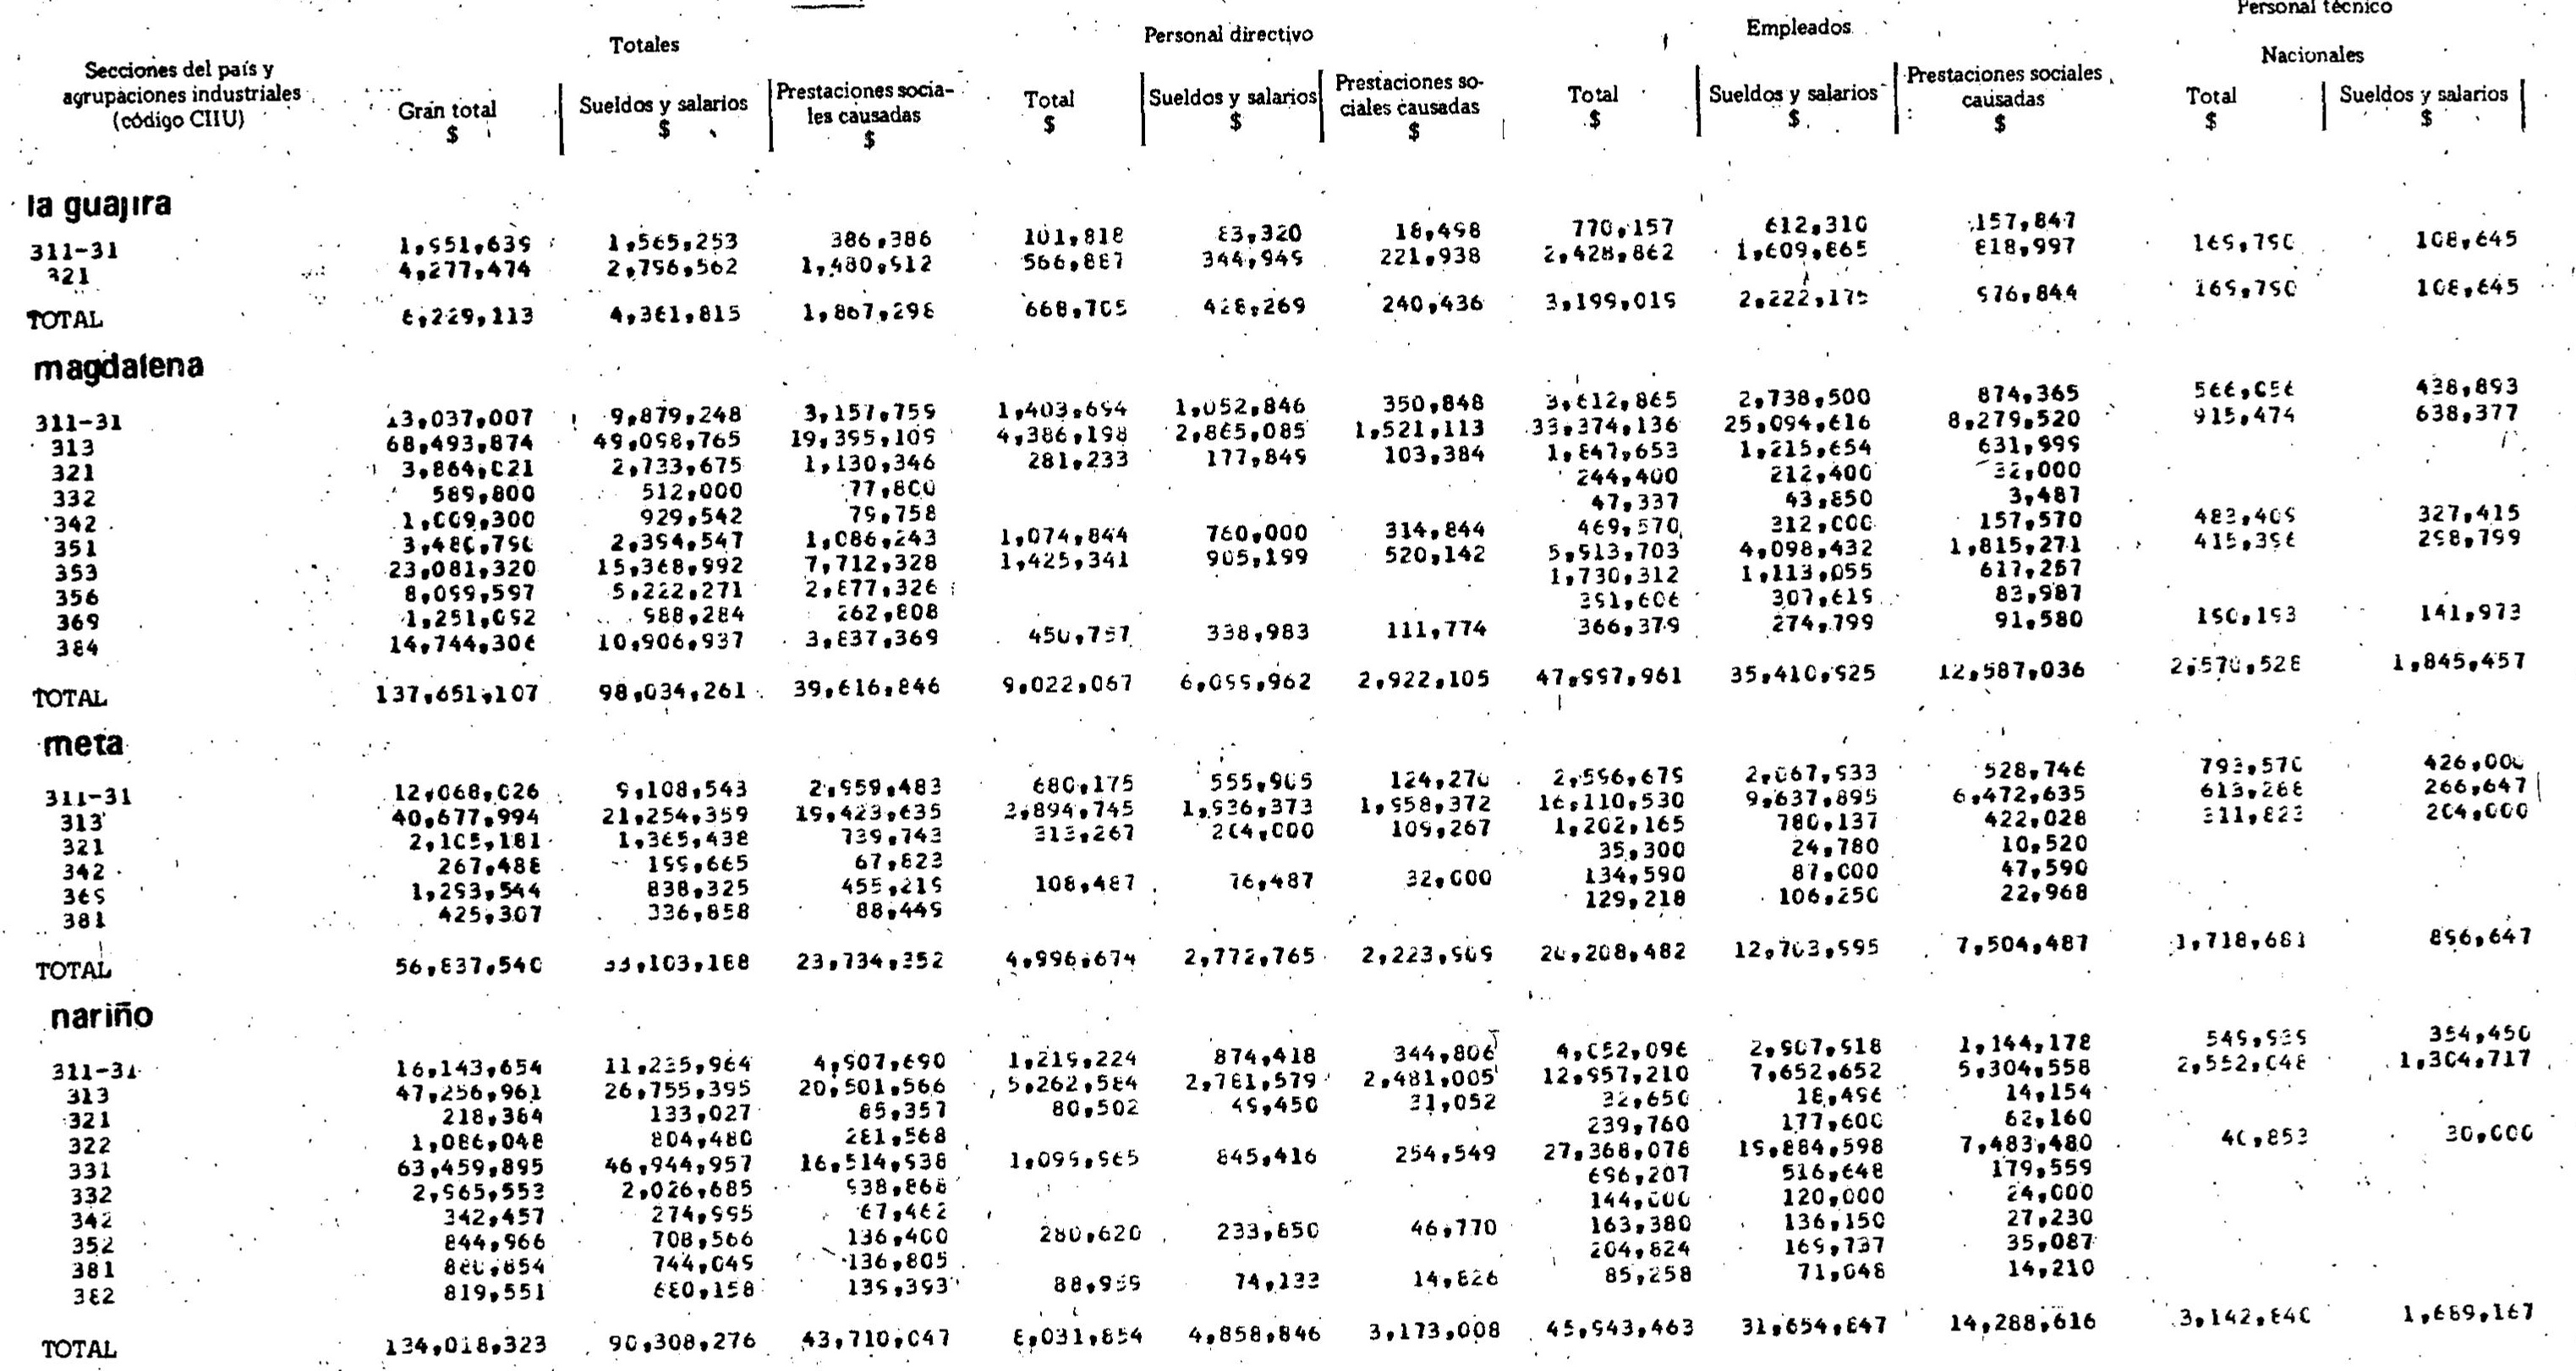 Personal técnico
Totales Personal directivo Empleados Nacionales
Secciones del país y agrupaciones industriales (código CIIU) Gran total $ Sueldos y salarios $ Prestaciones sociales causadas $ Total $ Sueldos y salarios $ Prestaciones sociales causadas $ Total $ Sueldos y salarios $ Prestaciones sociales causadas $ Total $ Sueldos y salarios $
la guajira
311-31 1,951,639 1,565,253 386,386 101,818 83,320 18,498 770,157 612,310 157,847 169,790 108,645
321 4,277,474 2,796,562 1,480,912 566,887 344,949 221,938 2,428,862 1,609,865 818,997
TOTAL 6,229,113 4,361,815 1,867,298 668,705 428,269 240,436 3,199,019 2,222,175 976,844 169,790 108,645
magdalena
311-31 13,037,007 9,879,248 3,157,759 1,403,694 1,052,846 350,848 3,612,865 2,738,500 874,365 566,056 438,893
313 68,493,874 49,098,765 19,395,109 4,386,198 2,865,085 1,521,113 33,374,136 25,094,616 8,279,520 915,474 638,377
321 3,864,021 2,733,675 1,130,346 281,233 177,849 103,384 1,847,653 1,215,654 631,999
332 589,800 512,000 77,800 244,400 212,400 32,000
342 1,009,300 929,542 79,758 47,337 43,850 3,487
351 3,480,790 2,394,547 1,086,243 1,074,844 760,000 314,844 469,570 312,000 157,570 483,409 327,415
353 23,081,320 15,368,992 7,712,328 1,425,341 905,199 520,142 5,913,703 4,098,432 1,815,271 415,396 298,799
356 8,099,597 5,222,271 2,877,326 1,730,312 1,113,055 617,257
369 1,251,092 988,284 262,808 391,606 307,619 83,987
384 14,744,306 10,906,937 3,837,369 450,757 338,983 111,774 366,379 274,799 91,580 190,193 141,973
TOTAL 137,651,107 98,034,261 39,616,846 9,022,067 6,099,962 2,922,105 47,997,961 35,410,925 12,587,036 2,570,528 1,845,457
meta
311-31 12,068,026 9,108,543 2,959,483 680,175 555,905 124,270 2,596,679 2,067,933 528,746 793,570 426,000
313 40,677,994 21,254,359 19,423,635 3,894,745 1,936,373 1,958,372 16,110,530 9,637,895 6,472,635 613,288 266,647
321 2,105,181 1,365,438 739,743 313,267 204,000 109,267 1,202,165 780,137 422,028 311,823 204,000
342 267,488 199,665 67,823 35,300 24,780 10,520
369 1,293,544 838,325 455,219 108,487 76,487 32,000 134,590 87,000 47,590
381 425,307 336,858 88,449 129,218 106,250 22,968
TOTAL 56,837,540 33,103,188 23,734,352 4,996,674 2,772,765 2,223,909 20,208,482 12,703,995 7,504,487 1,718,681 896,647
nariño
311-31 16,143,654 11,235,964 4,907,690 1,219,224 874,418 344,806 4,052,096 2,907,918 1,144,178 549,939 354,450
313 47,256,961 26,755,395 20,501,566 5,262,584 2,781,579 2,481,005 12,957,210 7,652,652 5,304,558 2,552,048 1,304,717
321 218,384 133,027 85,357 80,502 49,450 31,052 32,650 18,496 14,154
322 1,086,048 804,480 281,568 239,760 177,600 62,160
331 63,459,895 46,944,957 16,514,938 1,099,965 845,416 254,549 27,368,078 19,884,598 7,483,480 40,853 30,000
332 2,965,553 2,026,685 938,868 696,207 516,648 179,559
342 342,457 274,995 67,462 144,000 120,000 24,000
352 844,966 708,566 136,400 280,620 233,850 46,770 163,380 136,150 27,230
381 880,854 744,049 136,805 204,824 169,737 35,087
382 819,551 680,158 139,393 88,959 74,133 14,826 85,258 71,048 14,210
TOTAL 134,018,323 90,308,276 43,710,047 8,031,854 4,858,846 3,173,008 45,943,463 31,654,847 14,288,616 3,142,840 1,689,167